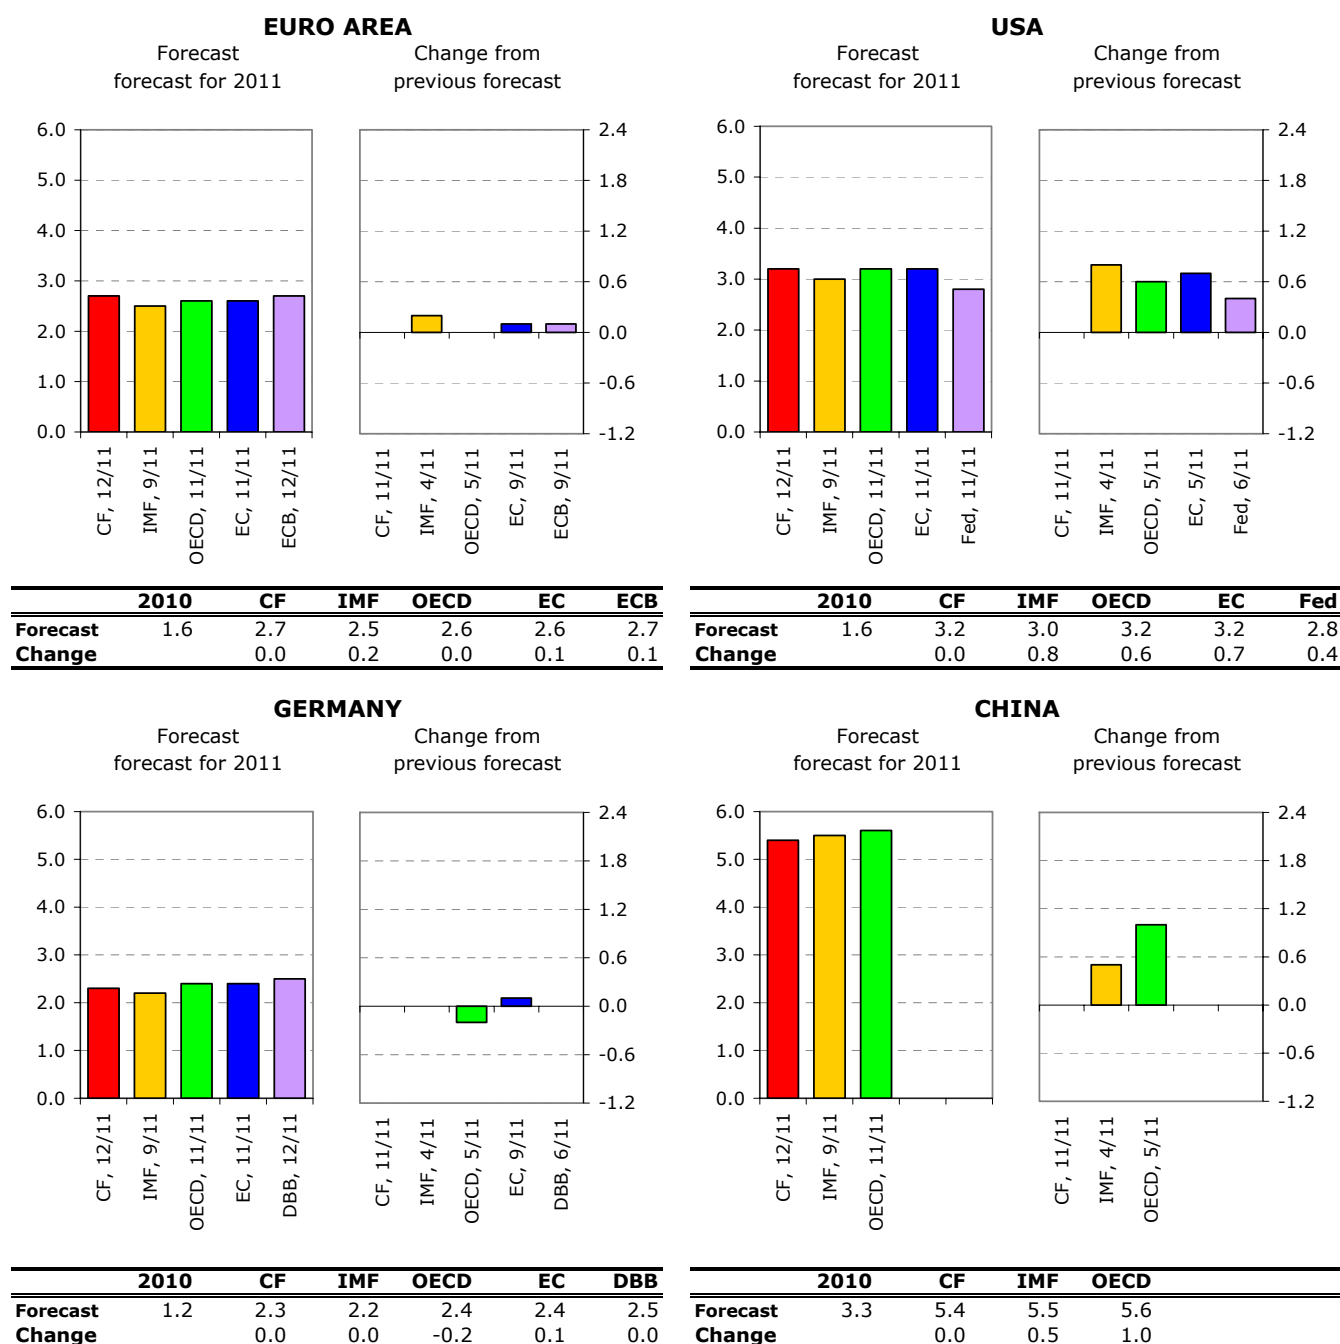 EURO AREA
Forecast
forecast for 2011
Change from
previous forecast
6.0
5.0
4.0
3.0
2.0
1.0
0.0
2.4
1.8
1.2
0.6
0.0
-0.6
-1.2
CF, 12/11
IMF, 9/11
OECD, 11/11
EC, 11/11
ECB, 12/11
CF, 11/11
IMF, 4/11
OECD, 5/11
EC, 9/11
ECB, 9/11
2010 CF IMF OECD EC ECB
Forecast 1.6 2.7 2.5 2.6 2.6 2.7
Change 0.0 0.2 0.0 0.1 0.1
USA
Forecast
forecast for 2011
Change from
previous forecast
6.0
5.0
4.0
3.0
2.0
1.0
0.0
2.4
1.8
1.2
0.6
0.0
-0.6
-1.2
CF, 12/11
IMF, 9/11
OECD, 11/11
EC, 11/11
Fed, 11/11
CF, 11/11
IMF, 4/11
OECD, 5/11
EC, 5/11
Fed, 6/11
2010 CF IMF OECD EC Fed
Forecast 1.6 3.2 3.0 3.2 3.2 2.8
Change 0.0 0.8 0.6 0.7 0.4
GERMANY
Forecast
forecast for 2011
Change from
previous forecast
6.0
5.0
4.0
3.0
2.0
1.0
0.0
2.4
1.8
1.2
0.6
0.0
-0.6
-1.2
CF, 12/11
IMF, 9/11
OECD, 11/11
EC, 11/11
DBB, 12/11
CF, 11/11
IMF, 4/11
OECD, 5/11
EC, 9/11
DBB, 6/11
2010 CF IMF OECD EC DBB
Forecast 1.2 2.3 2.2 2.4 2.4 2.5
Change 0.0 0.0 -0.2 0.1 0.0
CHINA
Forecast
forecast for 2011
Change from
previous forecast
6.0
5.0
4.0
3.0
2.0
1.0
0.0
2.4
1.8
1.2
0.6
0.0
-0.6
-1.2
CF, 12/11
IMF, 9/11
OECD, 11/11
CF, 11/11
IMF, 4/11
OECD, 5/11
2010 CF IMF OECD
Forecast 3.3 5.4 5.5 5.6
Change 0.0 0.5 1.0